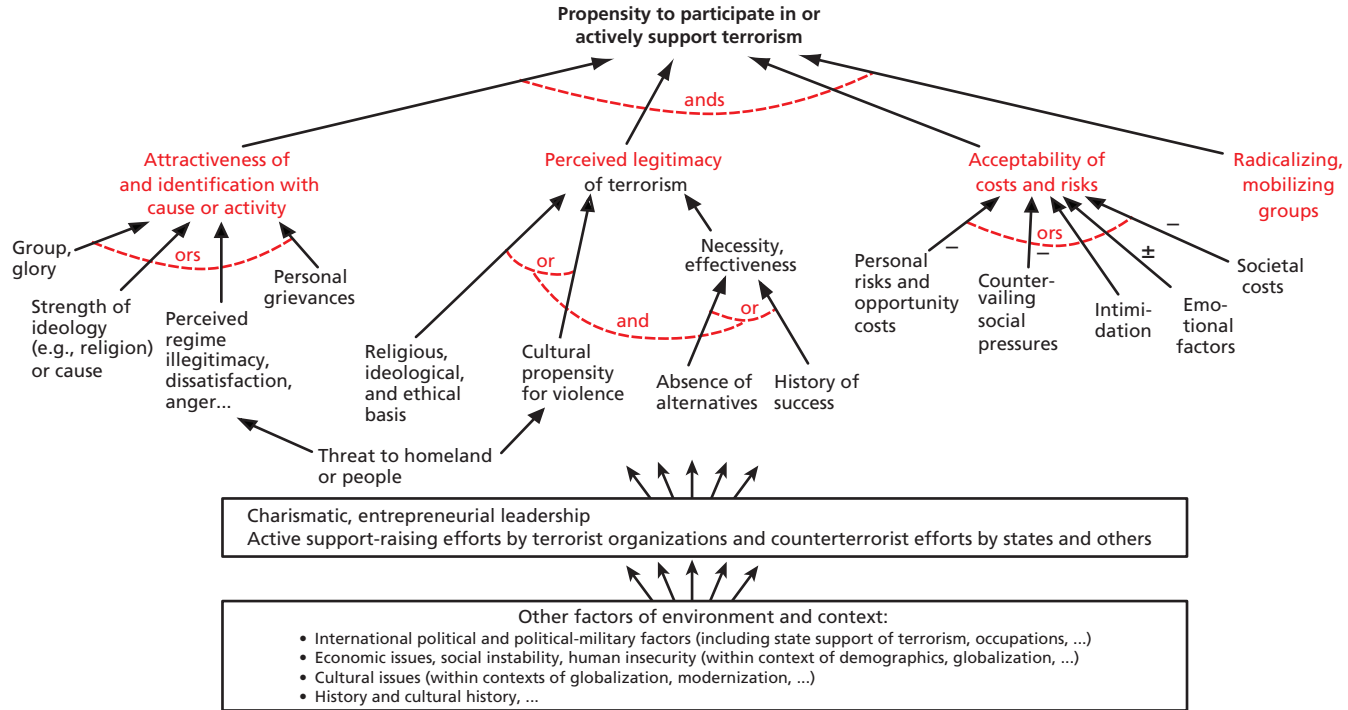 Propensity to participate in or
actively support terrorism
ands
Attractiveness of
and identification with
cause or activity
Perceived legitimacy
of terrorism
Acceptability of
costs and risks
Radicalizing,
mobilizing
groups
Group,
glory
ors
Strength of
ideology
(e.g., religion)
or cause
Perceived
regime
illegitimacy,
dissatisfaction,
anger...
Personal
grievances
or
and
Religious,
ideological,
and ethical
basis
Cultural
propensity
for violence
Necessity,
effectiveness
or
Absence of
alternatives
History of
success
ors
–
–
±
–
Personal
risks and
opportunity
costs
Counter-
vailing
social
pressures
Intimi-
dation
Emo-
tional
factors
Societal
costs
Threat to homeland
or people
Charismatic, entrepreneurial leadership
Active support-raising efforts by terrorist organizations and counterterrorist efforts by states and others
Other factors of environment and context:
• International political and political-military factors (including state support of terrorism, occupations, ...)
• Economic issues, social instability, human insecurity (within context of demographics, globalization, ...)
• Cultural issues (within contexts of globalization, modernization, ...)
• History and cultural history, ...